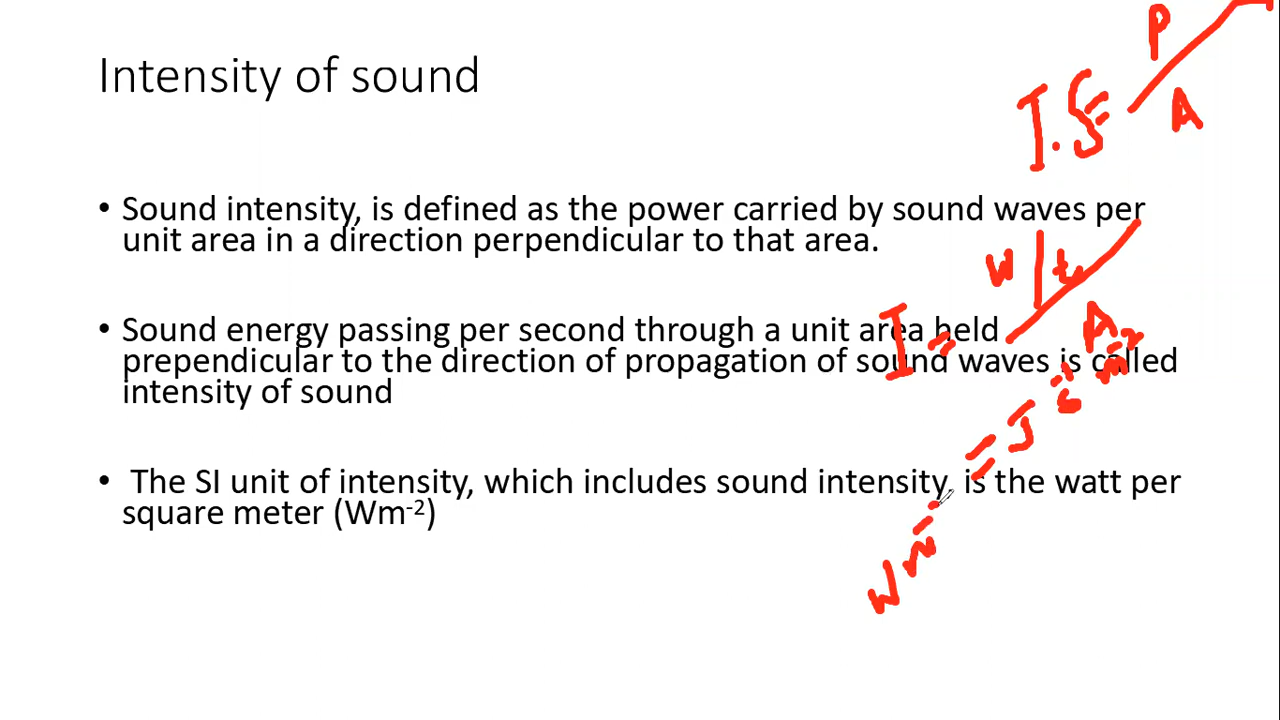 Intensity of sound
P
I.S=
A
• Sound intensity, is defined as the power carried by sound waves per
unit area in a direction perpendicular to that area.
W t
I =
A
• Sound energy passing per second through a unit area held
prependicular to the direction of propagation of sound waves is called
intensity of sound
= J s-1 m-2
• The SI unit of intensity, which includes sound intensity, is the watt per
square meter (Wm-2)
Wm-